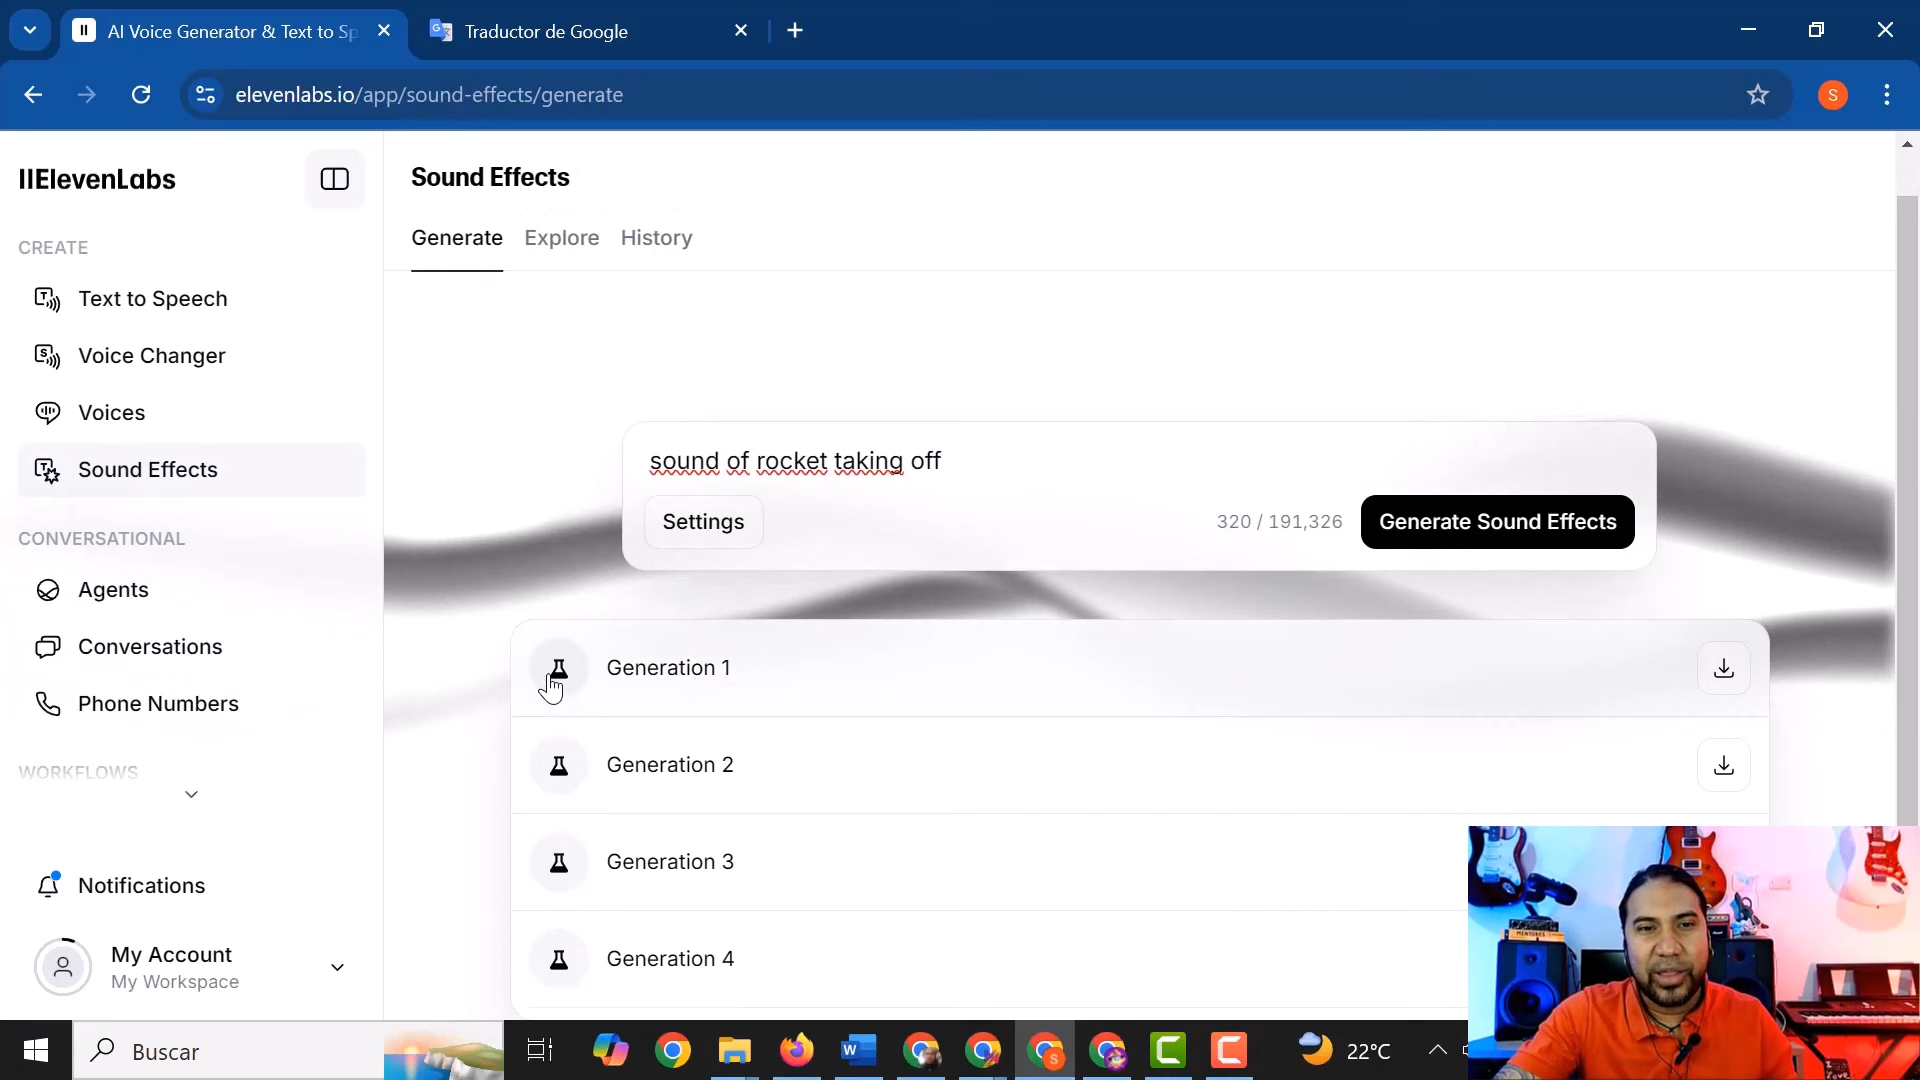 AI Voice Generator & Text to Sp
Traductor de Google
elevenlabs.io/app/sound-effects/generate
S
IIElevenLabs
CREATE
Text to Speech
Voice Changer
Voices
Sound Effects
CONVERSATIONAL
Agents
Conversations
Phone Numbers
WORKFLOWS
Notifications
My Account
My Workspace
Sound Effects
Generate
Explore
History
sound of rocket taking off
Settings
320 / 191,326
Generate Sound Effects
Generation 1
Generation 2
Generation 3
Generation 4
MENTORES
Buscar
22°C